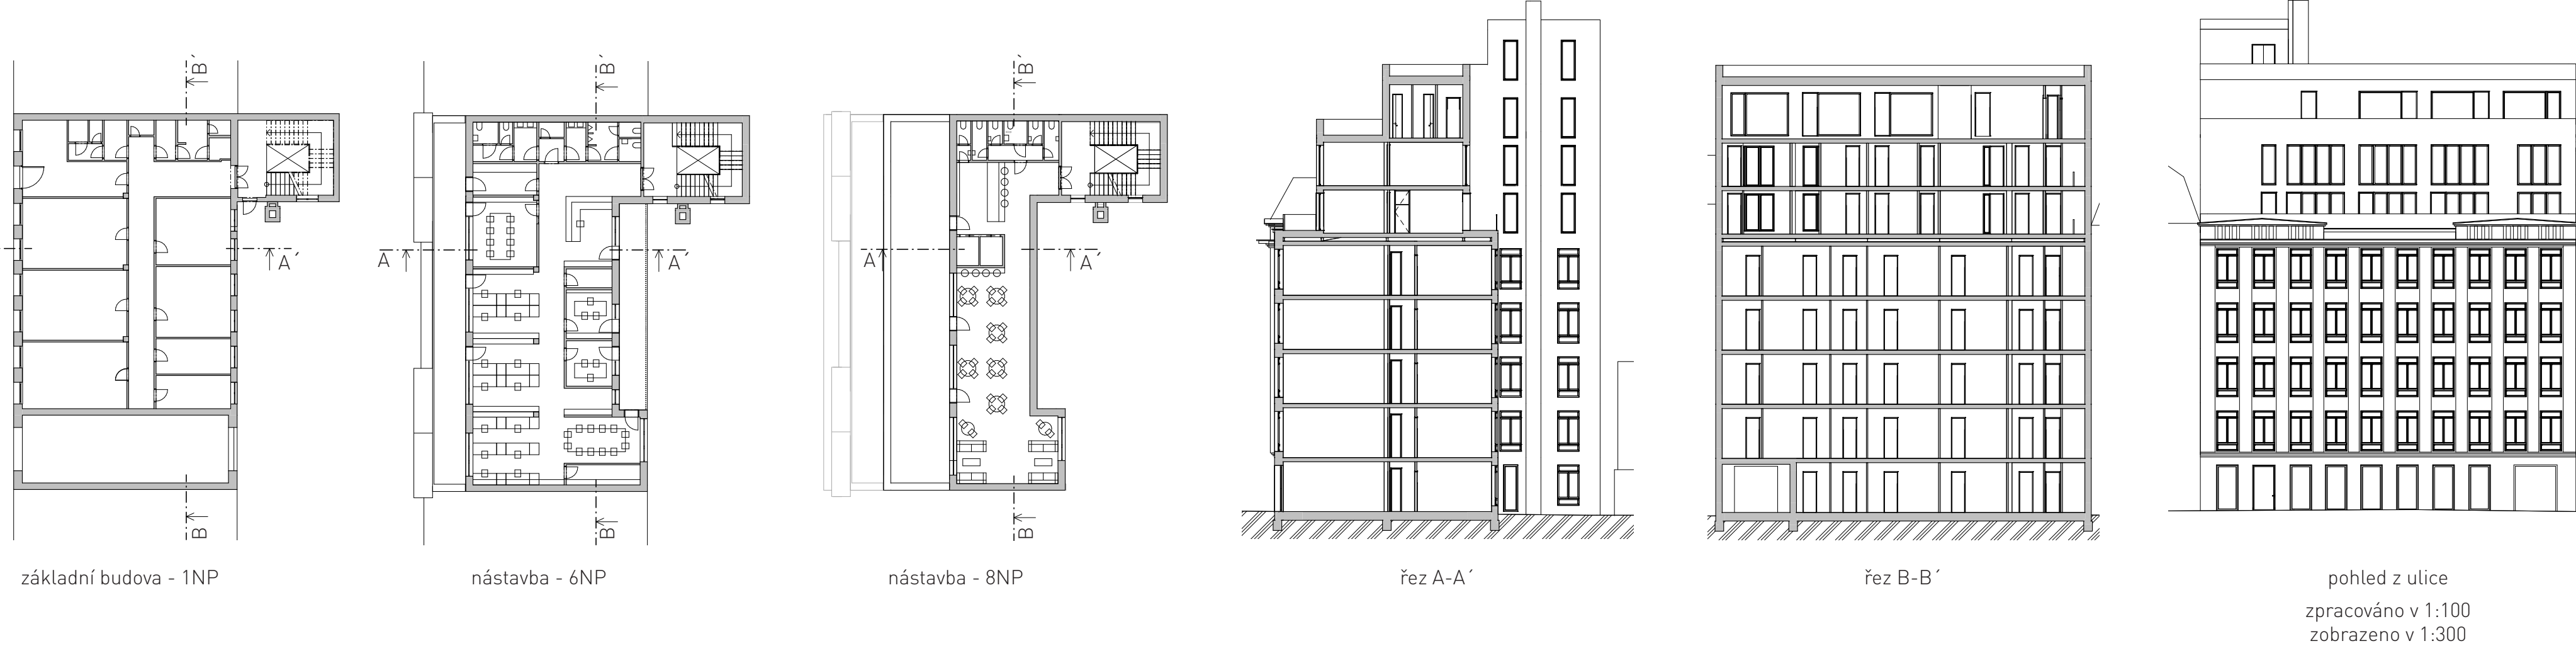 B´
B´
B´
A´
A
A´
A
A´
B
B
B
základní budova - 1NP
nástavba - 6NP
nástavba - 8NP
řez A-A´
řez B-B´
pohled z ulice
zpracováno v 1:100
zobrazeno v 1:300